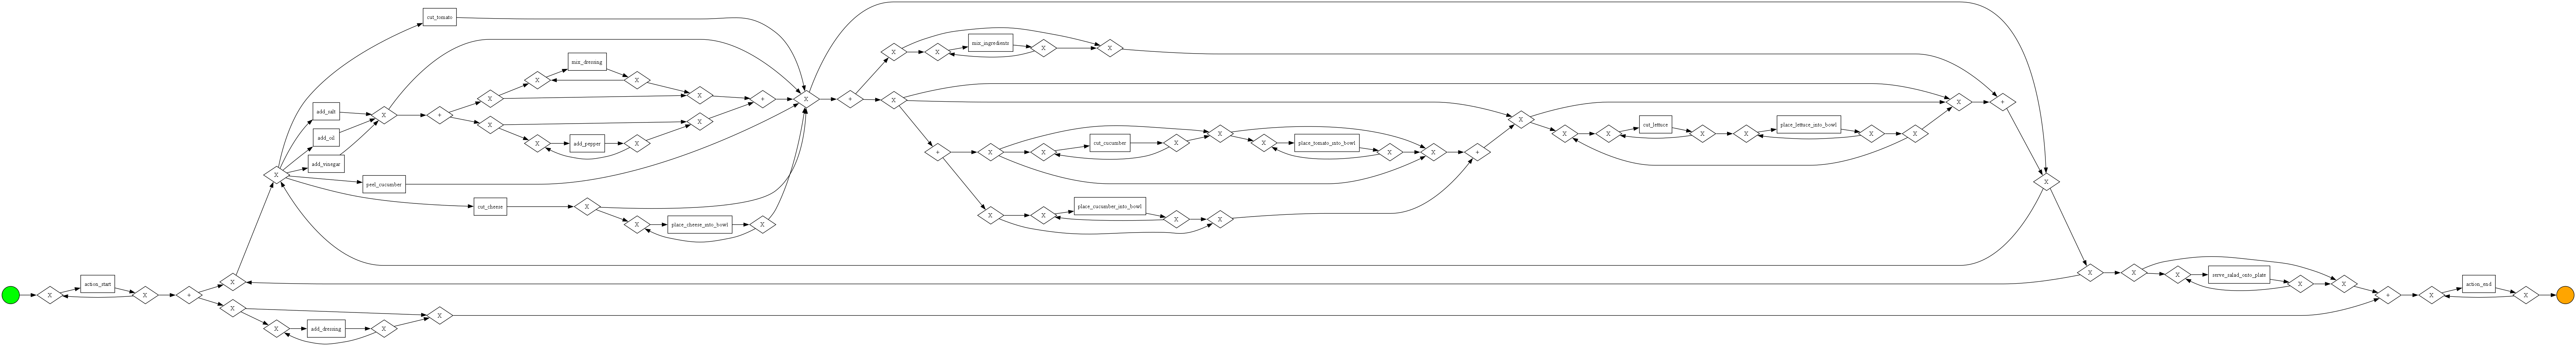 cut_tomato
mix_ingredients
mix_dressing
add_salt
add_oil
add_pepper
add_vinegar
peel_cucumber
cut_cheese
place_cheese_into_bowl
cut_cucumber
place_tomato_into_bowl
place_cucumber_into_bowl
cut_lettuce
place_lettuce_into_bowl
action_start
add_dressing
serve_salad_onto_plate
action_end